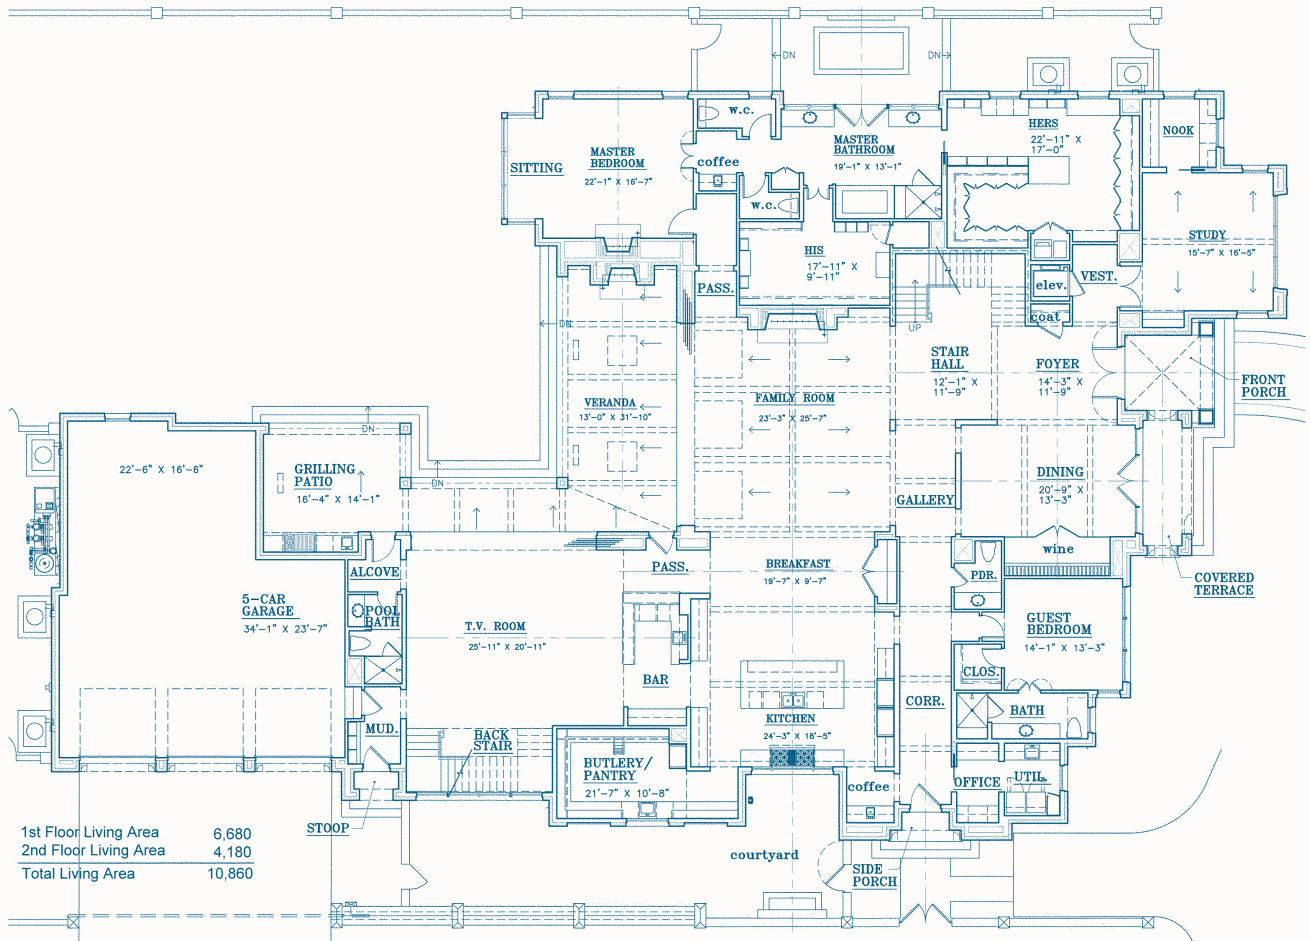 DN
DN
W.C.
HERS
22'-11" X
17'-0"
NOOK
MASTER
BATHROOM
19'-1" X 13'-1"
MASTER
BEDROOM
22'-1" X 16'-7"
SITTING
coffee
W.C.
HIS
17'-11" X
9'-11"
STUDY
15'-7" X 16'-5"
PASS.
elev.
VEST.
coat
UP
DN
STAIR
HALL
12'-1" X
11'-9"
FOYER
14'-3" X
11'-9"
FRONT
PORCH
VERANDA
13'-0" X 31'-10"
FAMILY ROOM
23'-3" X 25'-7"
DN
22'-6" X 16'-6"
GRILLING
PATIO
16'-4" X 14'-1"
DN
GALLERY
DINING
20'-9" X
13'-3"
wine
ALCOVE
PASS.
BREAKFAST
19'-7" X 9'-7"
PDR.
COVERED
TERRACE
5-CAR
GARAGE
34'-1" X 23'-7"
POOL
BATH
T.V. ROOM
25'-11" X 20'-11"
GUEST
BEDROOM
14'-1" X 13'-3"
BAR
CLOS.
CORR.
BATH
MUD.
BACK
STAIR
KITCHEN
24'-3" X 18'-5"
BUTLERY/
PANTRY
21'-7" X 10'-8"
coffee
OFFICE
UTIL.
STOOP
courtyard
SIDE
PORCH
1st Floor Living Area 6,680
2nd Floor Living Area 4,180
Total Living Area 10,860